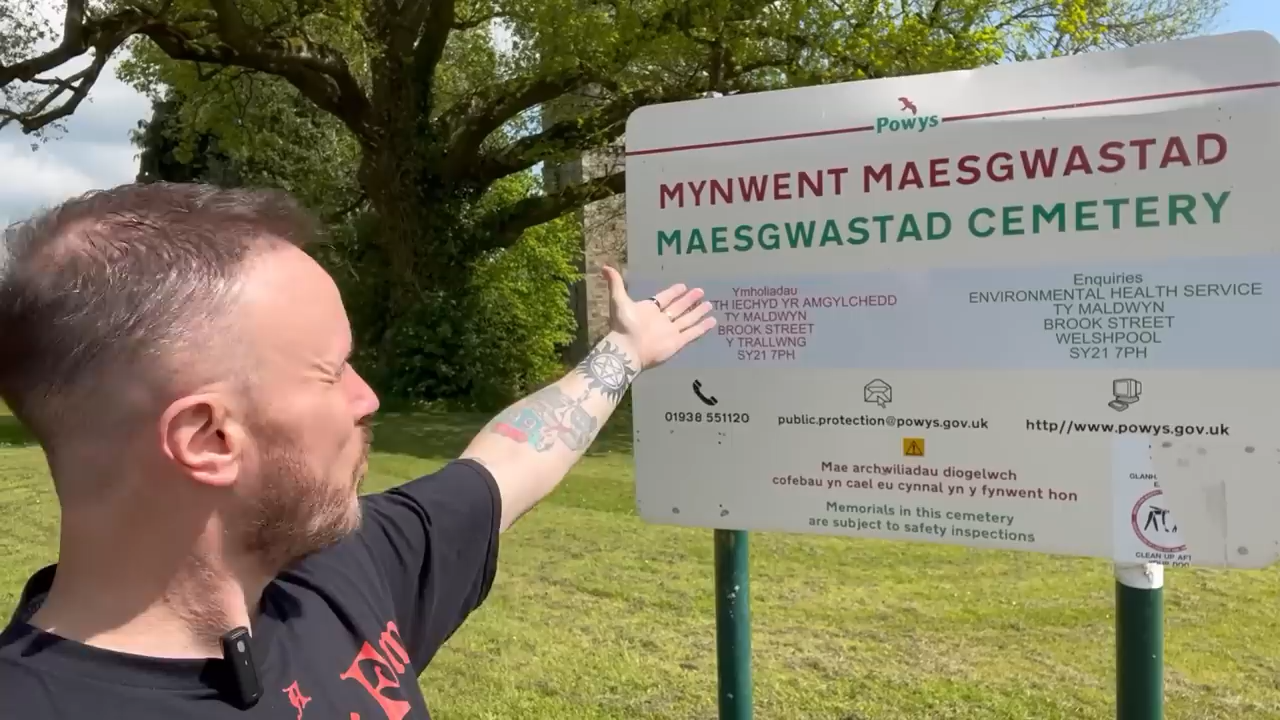 Powys
MYNWENT MAESGWASTAD
MAESGWASTAD CEMETERY
Ymholiadau
TH IECHYD YR AMGYLCHEDD
TY MALDWYN
BROOK STREET
Y TRALLWNG
SY21 7PH
Enquiries
ENVIRONMENTAL HEALTH SERVICE
TY MALDWYN
BROOK STREET
WELSHPOOL
SY21 7PH
01938 551120
public.protection@powys.gov.uk
http//www.powys.gov.uk
Mae archwiliadau diogelwch
cofebau yn cael eu cynnal yn y fynwent hon
Memorials in this cemetery
are subject to safety inspections
GLANH
CLEAN UP AFT